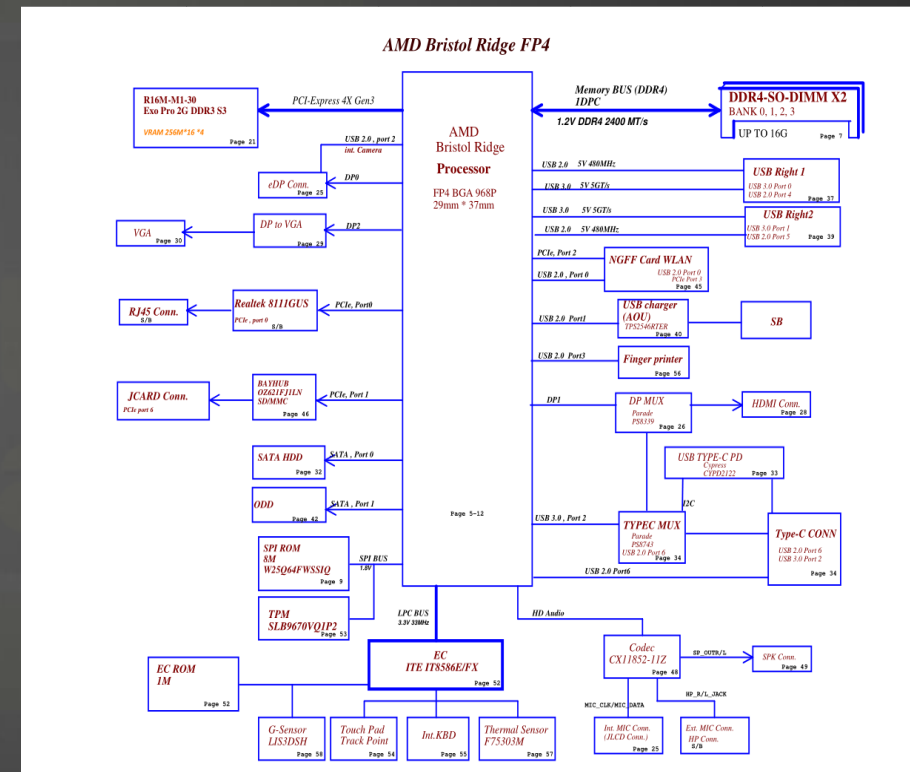 AMD Bristol Ridge FP4
R16M-M1-30
Exo Pro 2G DDR3 S3
VRAM 256M*16 *4
Page 21
PCI-Express 4X Gen3
USB 2.0 , port 2
int. Camera
eDP Conn.
Page 25
DP0
VGA
Page 30
DP to VGA
Page 29
DP2
RJ45 Conn.
S/B
Realtek 8111GUS
PCIe , port 0
S/B
PCIe, Port0
JCARD Conn.
PCIe port 6
BAYHUB
OZ621FJ1LN
SD/MMC
Page 46
PCIe, Port 1
SATA HDD
Page 32
SATA , Port 0
ODD
Page 42
SATA , Port 1
SPI ROM
8M
W25Q64FWSSIQ
Page 9
SPI BUS
1.8V
TPM
SLB9670VQ1P2
Page 53
AMD
Bristol Ridge
Processor
FP4 BGA 968P
29mm * 37mm
Page 5-12
Memory BUS (DDR4)
1DPC
1.2V DDR4 2400 MT/s
DDR4-SO-DIMM X2
BANK 0, 1, 2, 3
UP TO 16G
Page 7
USB 2.0 5V 480MHz
USB 3.0 5V 5GT/s
USB Right 1
USB 3.0 Port 0
USB 2.0 Port 4
Page 37
USB 3.0 5V 5GT/s
USB 2.0 5V 480MHz
USB Right2
USB 3.0 Port 1
USB 2.0 Port 5
Page 39
PCIe, Port 2
USB 2.0 , Port 0
NGFF Card WLAN
USB 2.0 Port 0
PCIe Port 3
Page 45
USB 2.0 Port1
USB charger
(AOU)
TPS2546RTER
Page 40
SB
USB 2.0 Port3
Finger printer
Page 56
DP1
DP MUX
Parade
PS8339
Page 26
HDMI Conn.
Page 28
USB TYPE-C PD
Cypress
CYPD2122
Page 33
I2C
USB 3.0 , Port 2
TYPEC MUX
Parade
PS8743
USB 2.0 Port 6
Page 34
Type-C CONN
USB 2.0 Port 6
USB 3.0 Port 2
Page 34
USB 2.0 Port6
LPC BUS
3.3V 33MHz
HD Audio
EC
ITE IT8586E/FX
Page 52
EC ROM
1M
Page 52
Codec
CX11852-11Z
Page 48
SP_OUTR/L
SPK Conn.
Page 49
MIC_CLK/MIC_DATA
HP_R/L_JACK
G-Sensor
LIS3DSH
Page 58
Touch Pad
Track Point
Page 54
Int.KBD
Page 55
Thermal Sensor
F75303M
Page 57
Int. MIC Conn.
(JLCD Conn.)
Page 25
Ext. MIC Conn.
HP Conn.
S/B